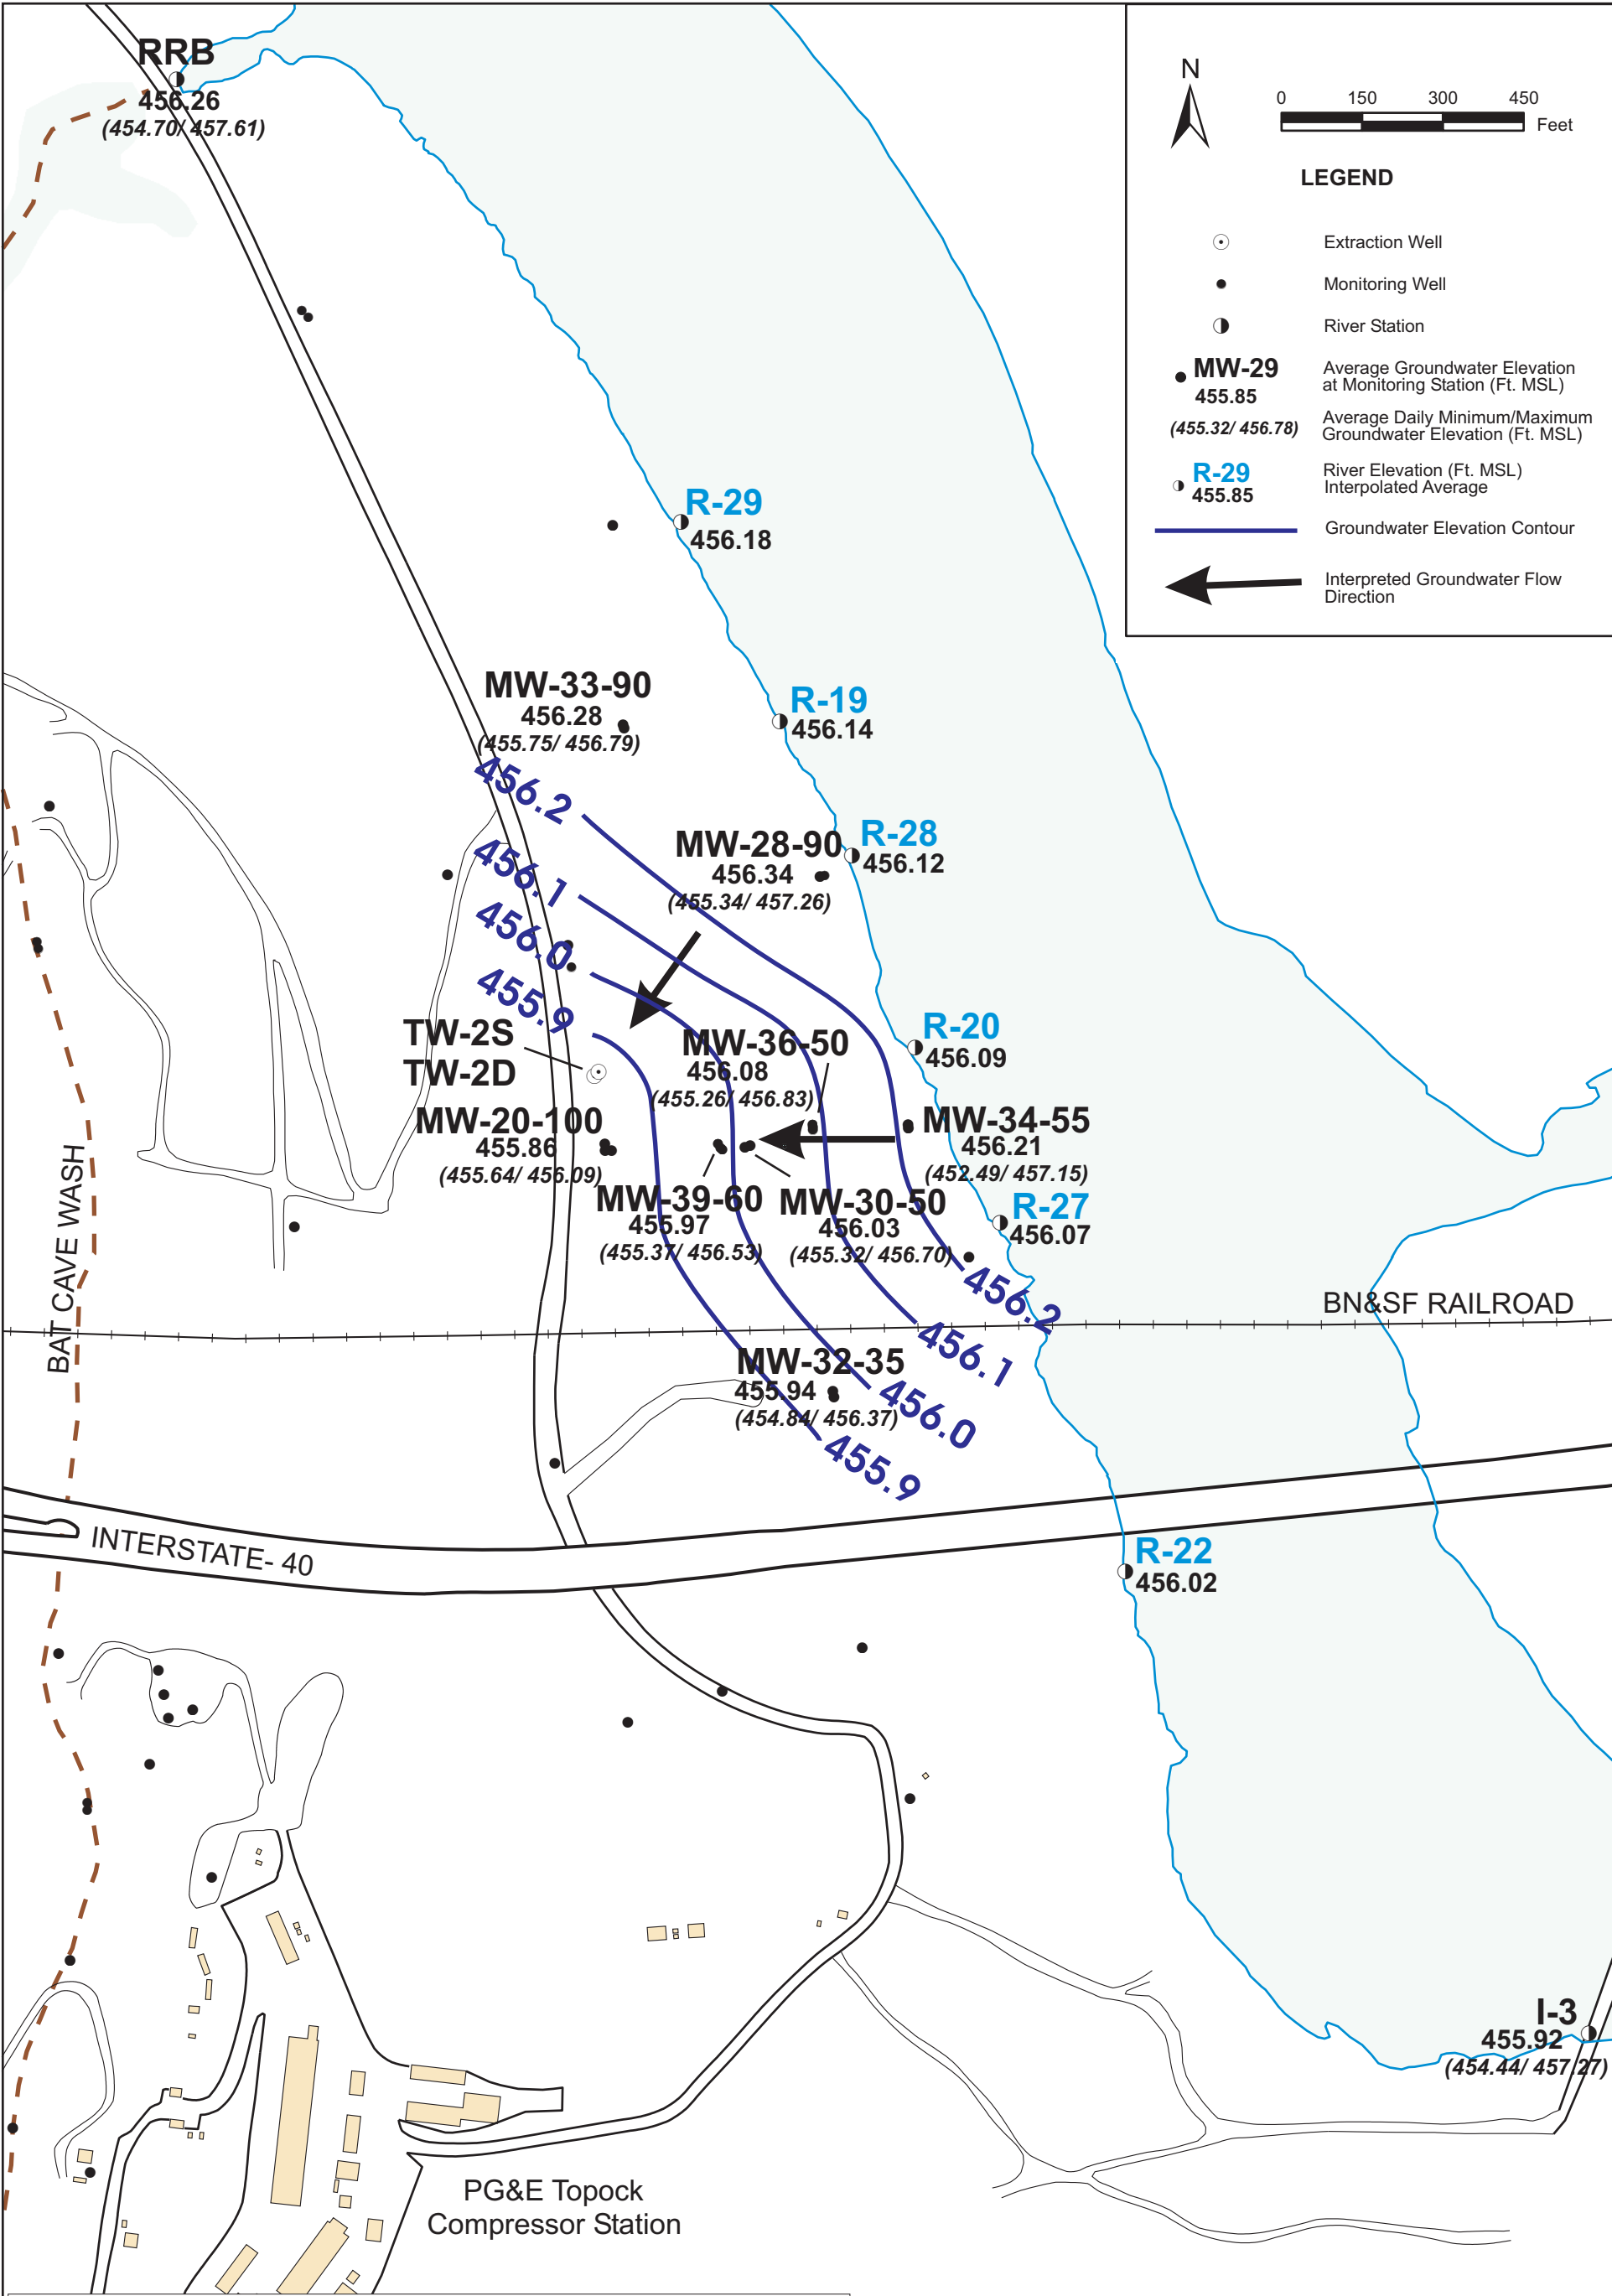 RRB
456.26
(454.70/ 457.61)
N
0 150 300 450
Feet
LEGEND
Extraction Well
Monitoring Well
River Station
MW-29
455.85
Average Groundwater Elevation
at Monitoring Station (Ft. MSL)
(455.32/ 456.78)
Average Daily Minimum/Maximum
Groundwater Elevation (Ft. MSL)
R-29
455.85
River Elevation (Ft. MSL)
Interpolated Average
Groundwater Elevation Contour
Interpreted Groundwater Flow
Direction
R-29
456.18
MW-33-90
456.28
(455.75/ 456.79)
R-19
456.14
456.2
MW-28-90
456.34
(455.34/ 457.26)
R-28
456.12
456.1
456.0
455.9
TW-2S
TW-2D
MW-36-50
456.08
(455.26/ 456.83)
R-20
456.09
MW-20-100
455.86
(455.64/ 456.09)
MW-34-55
456.21
(452.49/ 457.15)
MW-39-60
455.97
(455.37/ 456.53)
MW-30-50
456.03
(455.32/ 456.70)
R-27
456.07
BAT CAVE WASH
456.2
BN&SF RAILROAD
456.1
MW-32-35
455.94
(454.84/ 456.37)
456.0
455.9
INTERSTATE- 40
R-22
456.02
I-3
455.92
(454.44/ 457.27)
PG&E Topock
Compressor Station